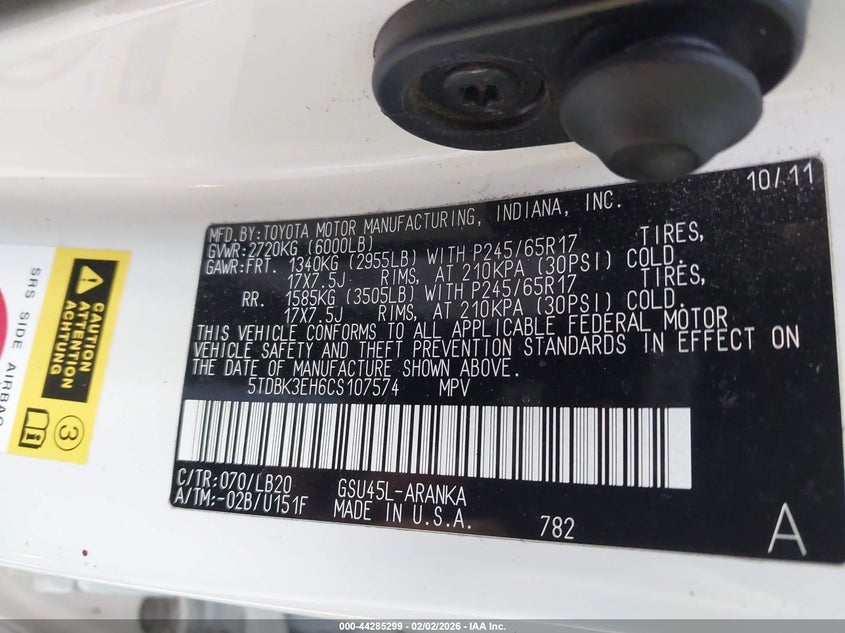 10/11
MFD.BY:TOYOTA MOTOR MANUFACTURING, INDIANA, INC.
GVWR:2720KG (6000LB)
GAWR:FRT. 1340KG (2955LB) WITH P245/65R17 TIRES,
17X7.5J RIMS, AT 210KPA (30PSI) COLD.
RR. 1585KG (3505LB) WITH P245/65R17 TIRES,
17X7.5J RIMS, AT 210KPA (30PSI) COLD.
THIS VEHICLE CONFORMS TO ALL APPLICABLE FEDERAL MOTOR
VEHICLE SAFETY AND THEFT PREVENTION STANDARDS IN EFFECT ON
THE DATE OF MANUFACTURE SHOWN ABOVE.
5TDBK3EH6CS107574 MPV
C/TR:070/LB20 GSU45L-ARANKA
A/TM:-02B/U151F MADE IN U.S.A.
782
A
SRS SIDE AIRBAG
CAUTION
ATTENTION
ACHTUNG
3
000-44285299 - 02/02/2026 - IAA Inc.